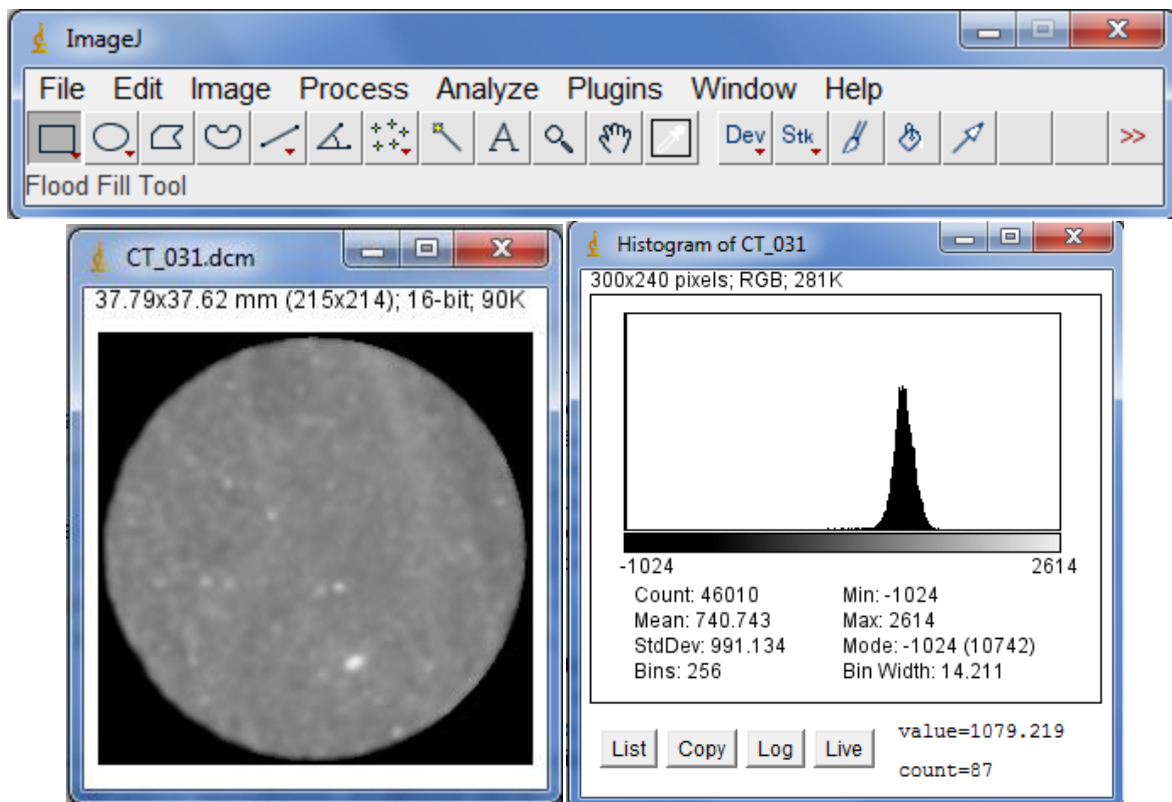 ImageJ
File Edit Image Process Analyze Plugins Window Help
A Dev Stk >>
Flood Fill Tool
CT_031.dcm
37.79x37.62 mm (215x214); 16-bit; 90K
Histogram of CT_031
300x240 pixels; RGB; 281K
-1024 2614
Count: 46010 Min: -1024
Mean: 740.743 Max: 2614
StdDev: 991.134 Mode: -1024 (10742)
Bins: 256 Bin Width: 14.211
List Copy Log Live value=1079.219
count=87